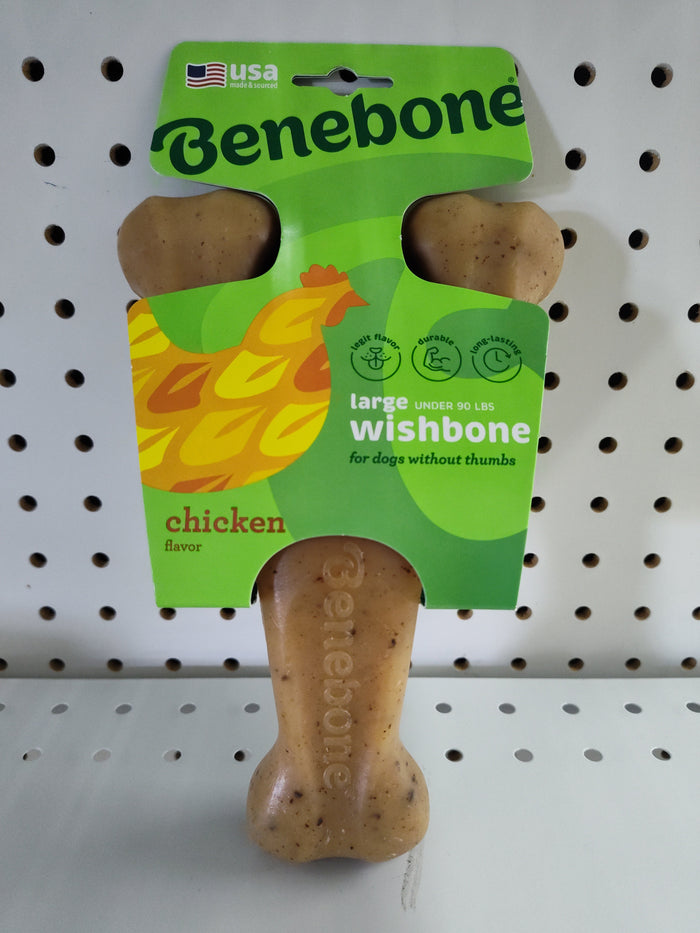 usa
made & sourced
Benebone®
legit flavor
durable
long-lasting
large UNDER 90 LBS
wishbone
for dogs without thumbs
chicken
flavor
Benebone